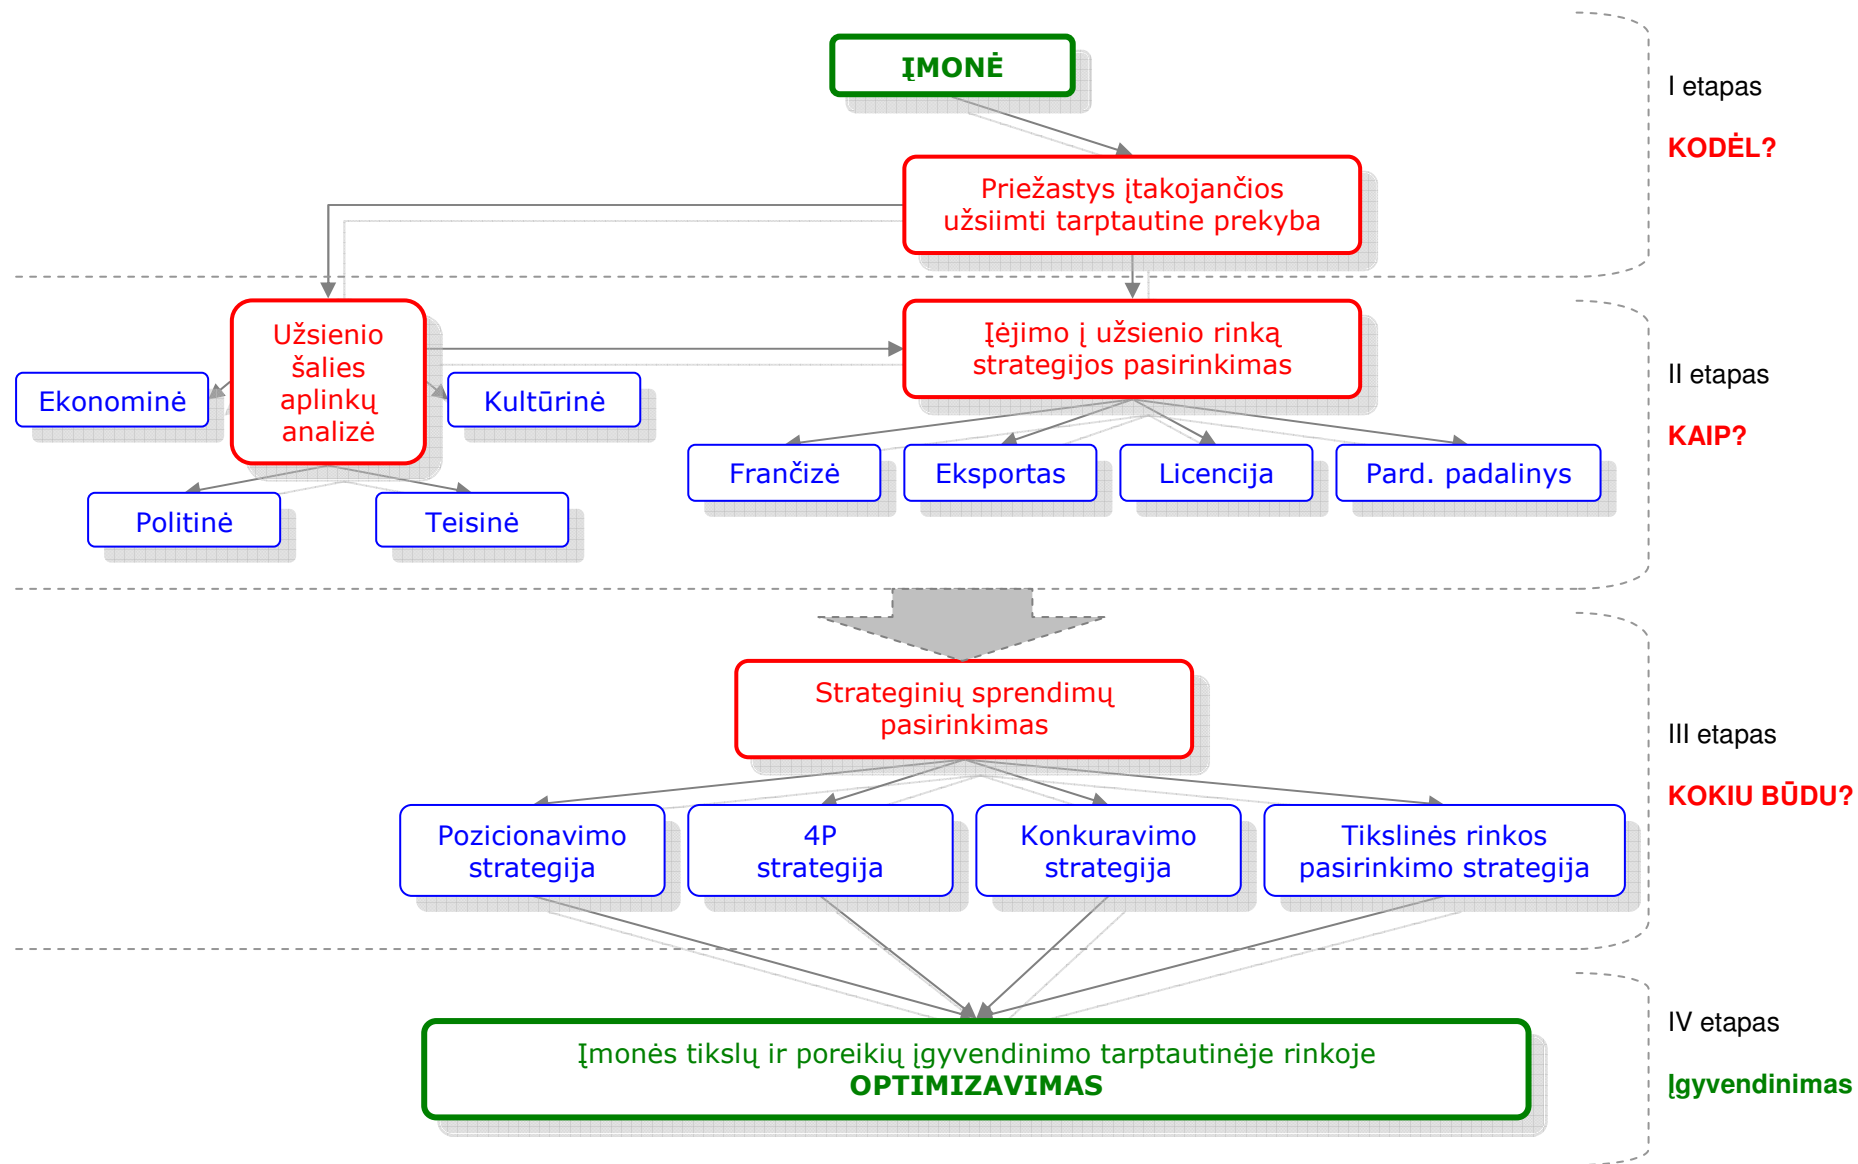 ĮMONĖ
I etapas
KODĖL?
Priežastys įtakojančios
užsiimti tarptautine prekyba
Užsienio
šalies
aplinkų
analizė
Įėjimo į užsienio rinką
strategijos pasirinkimas
II etapas
KAIP?
Ekonominė
Kultūrinė
Politinė
Teisinė
Frančizė
Eksportas
Licencija
Pard. padalinys
Strateginių sprendimų
pasirinkimas
III etapas
KOKIU BŪDU?
Pozicionavimo
strategija
4P
strategija
Konkuravimo
strategija
Tikslinės rinkos
pasirinkimo strategija
IV etapas
Įgyvendinimas
Įmonės tikslų ir poreikių įgyvendinimo tarptautinėje rinkoje
OPTIMIZAVIMAS